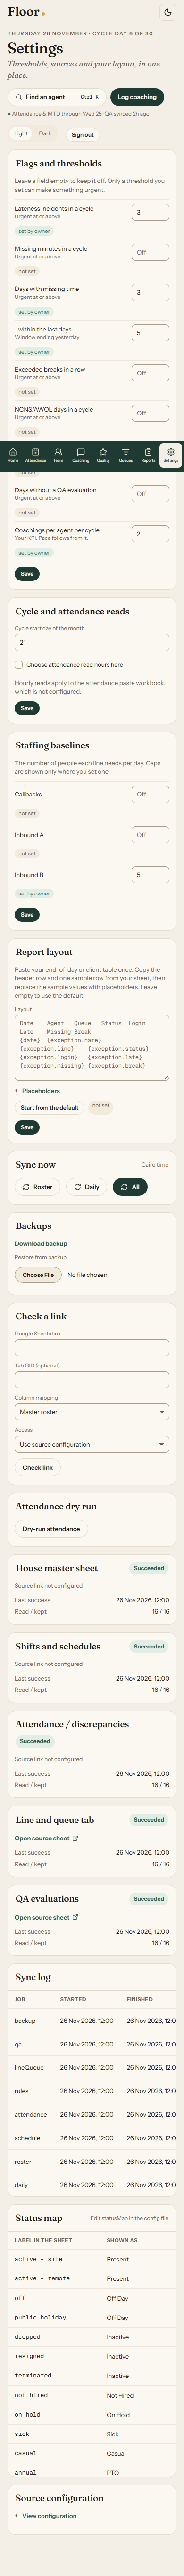 Floor.
THURSDAY 26 NOVEMBER · CYCLE DAY 6 OF 30
Settings
Thresholds, sources and your layout, in one
place.
Find an agent Ctrl K Log coaching
Attendance & MTD through Wed 25 · QA synced 2h ago
Light Dark Sign out
Flags and thresholds
Leave a field empty to keep it off. Only a threshold you
set can make something urgent.
Lateness incidents in a cycle
Urgent at or above
3
set by owner
Missing minutes in a cycle
Urgent at or above
Off
not set
Days with missing time
Urgent at or above
3
set by owner
...within the last days
Window ending yesterday
5
set by owner
Exceeded breaks in a row
Urgent at or above
Off
not set
NCNS/AWOL days in a cycle
Urgent at or above
Off
not set
Home Attendance Team Coaching Quality Queues Reports Settings
not set
Days without a QA evaluation
Urgent at or above
Off
not set
Coachings per agent per cycle
Your KPI. Pace follows from it.
2
set by owner
Save
Cycle and attendance reads
Cycle start day of the month
21
Choose attendance read hours here
Hourly reads apply to the attendance paste workbook,
which is not configured.
Save
Staffing baselines
The number of people each line needs per day. Gaps
are shown only where you set one.
Callbacks
Off
not set
Inbound A
Off
not set
Inbound B
5
set by owner
Save
Report layout
Paste your end-of-day client table once. Copy the
header row and one sample row from your sheet, then
replace the sample values with placeholders. Leave
empty to use the default.
Layout
Date Agent Queue Status Login
Late Missing Break
{date} {exception.name}
{exception.line} {exception.status}
{exception.login} {exception.late}
{exception.missing} {exception.break}
+ Placeholders
Start from the default not set
Save
Sync now Cairo time
Roster Daily All
Backups
Download backup
Restore from backup
Choose File No file chosen
Check a link
Google Sheets link
Tab GID (optional)
Column mapping
Master roster
Access
Use source configuration
Check link
Attendance dry run
Dry-run attendance
House master sheet Succeeded
Source link not configured
Last success 26 Nov 2026, 12:00
Read / kept 16 / 16
Shifts and schedules Succeeded
Source link not configured
Last success 26 Nov 2026, 12:00
Read / kept 16 / 16
Attendance / discrepancies
Succeeded
Source link not configured
Last success 26 Nov 2026, 12:00
Read / kept 16 / 16
Line and queue tab Succeeded
Open source sheet
Last success 26 Nov 2026, 12:00
Read / kept 16 / 16
QA evaluations Succeeded
Open source sheet
Last success 26 Nov 2026, 12:00
Read / kept 16 / 16
Sync log
JOB STARTED FINISHED
backup 26 Nov 2026, 12:00 26 Nov 2026, 12:0
qa 26 Nov 2026, 12:00 26 Nov 2026, 12:0
lineQueue 26 Nov 2026, 12:00 26 Nov 2026, 12:0
rules 26 Nov 2026, 12:00 26 Nov 2026, 12:0
attendance 26 Nov 2026, 12:00 26 Nov 2026, 12:0
schedule 26 Nov 2026, 12:00 26 Nov 2026, 12:0
roster 26 Nov 2026, 12:00 26 Nov 2026, 12:0
daily 26 Nov 2026, 12:00 26 Nov 2026, 12:0
Status map Edit statusMap in the config file
LABEL IN THE SHEET SHOWN AS
active - site Present
active - remote Present
off Off Day
public holiday Off Day
dropped Inactive
resigned Inactive
terminated Inactive
not hired Not Hired
on hold On Hold
sick Sick
casual Casual
annual PTO
Source configuration
+ View configuration